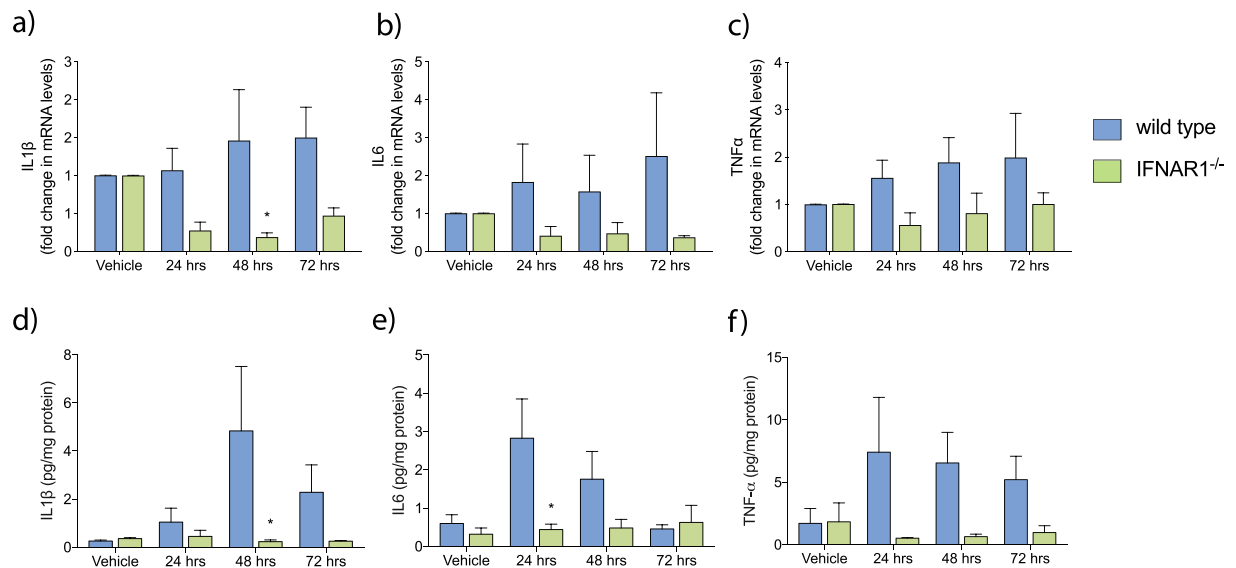 a)
IL1β
(fold change in mRNA levels)
3
2
2
1
1
0
*
Vehicle 24 hrs 48 hrs 72 hrs
b)
IL6
(fold change in mRNA levels)
5
4
3
2
1
0
Vehicle 24 hrs 48 hrs 72 hrs
c)
TNFα
(fold change in mRNA levels)
4
3
2
1
0
Vehicle 24 hrs 48 hrs 72 hrs
wild type
IFNAR1-/-
d)
IL1β (pg/mg protein)
8
6
4
2
0
*
Vehicle 24 hrs 48 hrs 72 hrs
e)
IL6 (pg/mg protein)
5
4
3
2
1
0
*
Vehicle 24 hrs 48 hrs 72 hrs
f)
TNF-α (pg/mg protein)
15
10
5
0
Vehicle 24 hrs 48 hrs 72 hrs